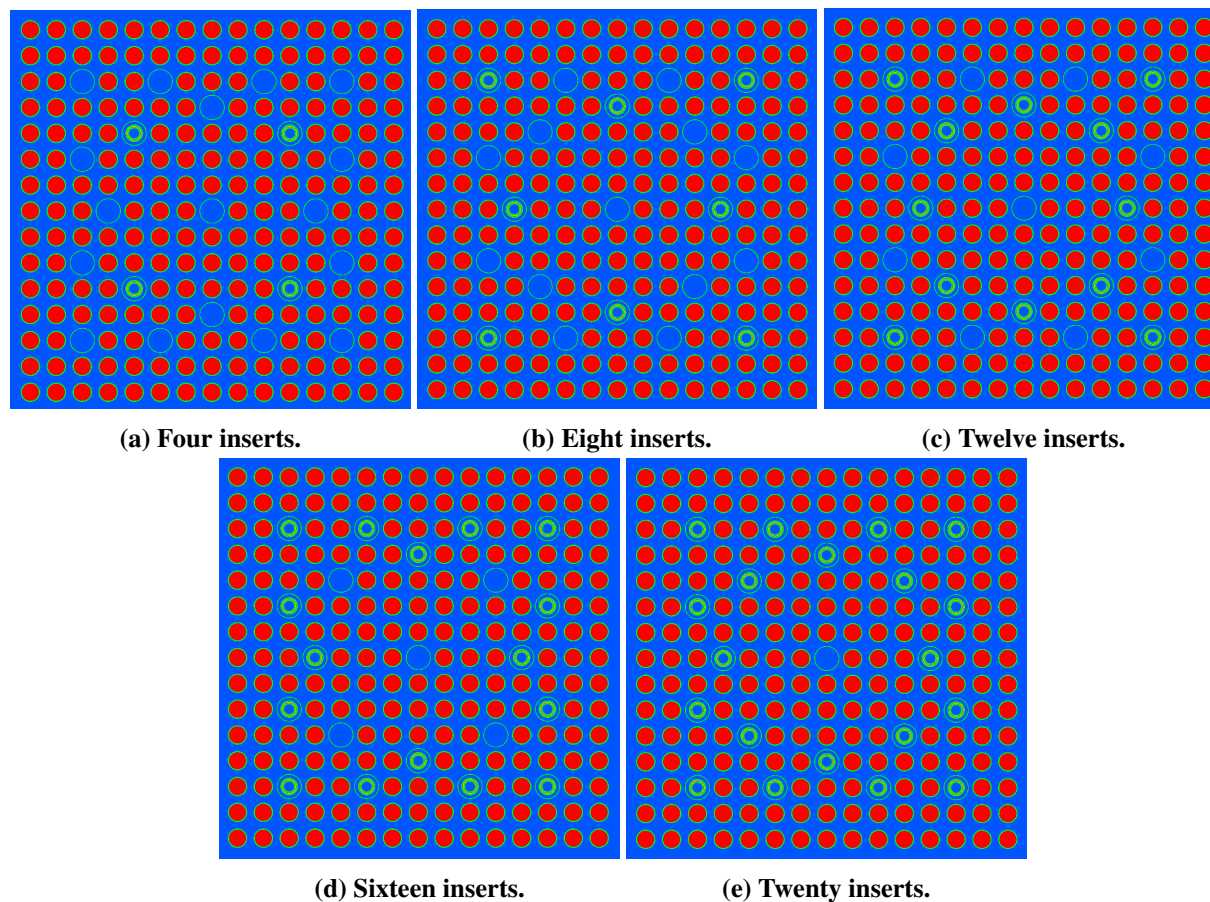 (a) Four inserts.
(b) Eight inserts.
(c) Twelve inserts.
(d) Sixteen inserts.
(e) Twenty inserts.